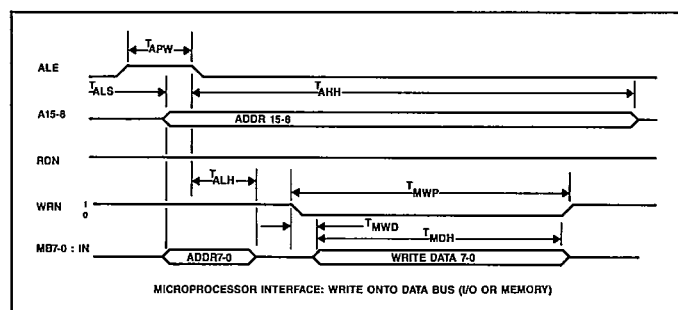 TAPW
ALE
TALS
TAHH
A15-8
ADDR 15-8
RDN
TALH
TMWP
WRN 1
0
TMWD
TMDH
MB7-0 : IN
ADDR7-0
WRITE DATA 7-0
MICROPROCESSOR INTERFACE: WRITE ONTO DATA BUS (I/O OR MEMORY)